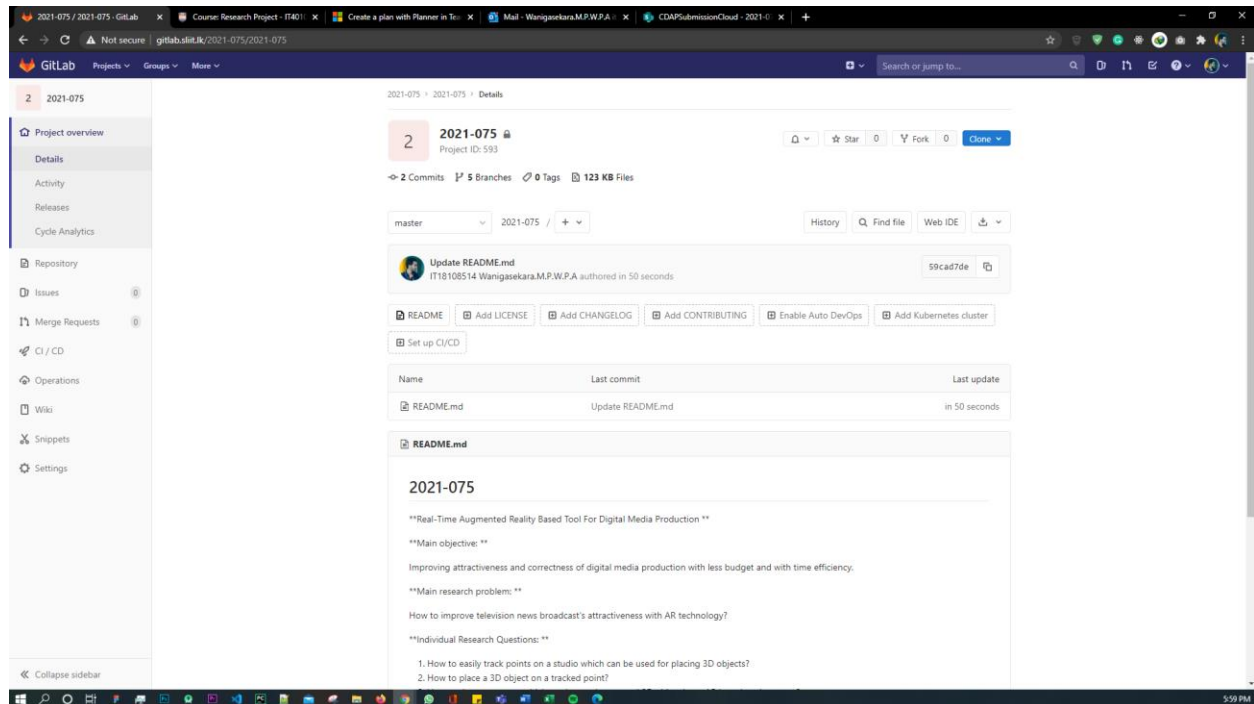 2021-075 / 2021-075 · GitLab
Course: Research Project - IT401
Create a plan with Planner in Tea
Mail - Wanigasekara.M.P.W.P.A
CDAPSubmissionCloud - 2021-0
Not secure gitlab.sliit.lk/2021-075/2021-075
GitLab Projects Groups More Search or jump to...
2 2021-075
Project overview
Details
Activity
Releases
Cycle Analytics
Repository
Issues 0
Merge Requests 0
CI / CD
Operations
Wiki
Snippets
Settings
Collapse sidebar
2021-075 › 2021-075 › Details
2 2021-075
Project ID: 593
Star 0 Fork 0 Clone
2 Commits 5 Branches 0 Tags 123 KB Files
master 2021-075 / + History Find file Web IDE
Update README.md
IT18108514 Wanigasekara.M.P.W.P.A authored in 50 seconds
59cad7de
README Add LICENSE Add CHANGELOG Add CONTRIBUTING Enable Auto DevOps Add Kubernetes cluster
Set up CI/CD
Name Last commit Last update
README.md Update README.md in 50 seconds
README.md
2021-075
**Real-Time Augmented Reality Based Tool For Digital Media Production **
**Main objective: **
Improving attractiveness and correctness of digital media production with less budget and with time efficiency.
**Main research problem: **
How to improve television news broadcast's attractiveness with AR technology?
**Individual Research Questions: **
1. How to easily track points on a studio which can be used for placing 3D objects?
2. How to place a 3D object on a tracked point?
5:59 PM